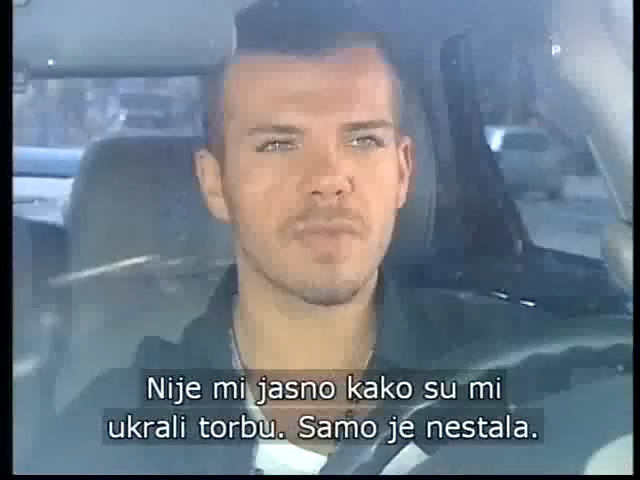 Nije mi jasno kako su mi
ukrali torbu. Samo je nestala.